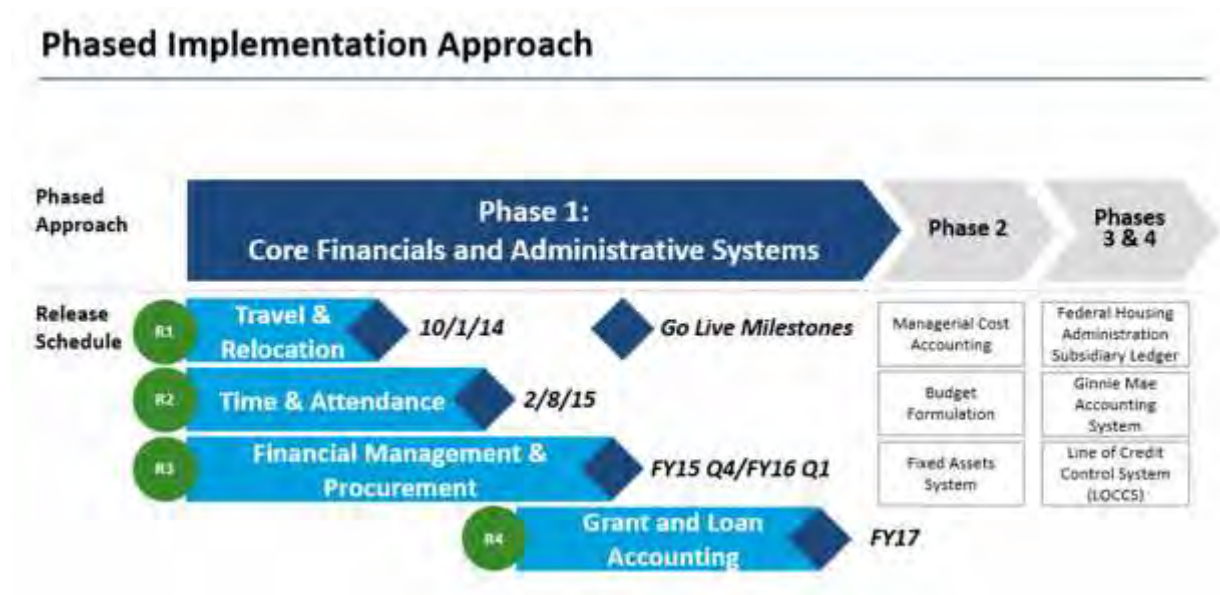 Phased Implementation Approach
Phased
Approach
Phase 1:
Core Financials and Administrative Systems
Phase 2
Phases
3 & 4
Release
Schedule
R1
Travel &
Relocation
10/1/14
Go Live Milestones
R2
Time & Attendance
2/8/15
R3
Financial Management &
Procurement
FY15 Q4/FY16 Q1
R4
Grant and Loan
Accounting
FY17
Managerial Cost
Accounting
Budget
Formulation
Fixed Assets
System
Federal Housing
Administration
Subsidiary Ledger
Ginnie Mae
Accounting
System
Line of Credit
Control System
(LOCCS)